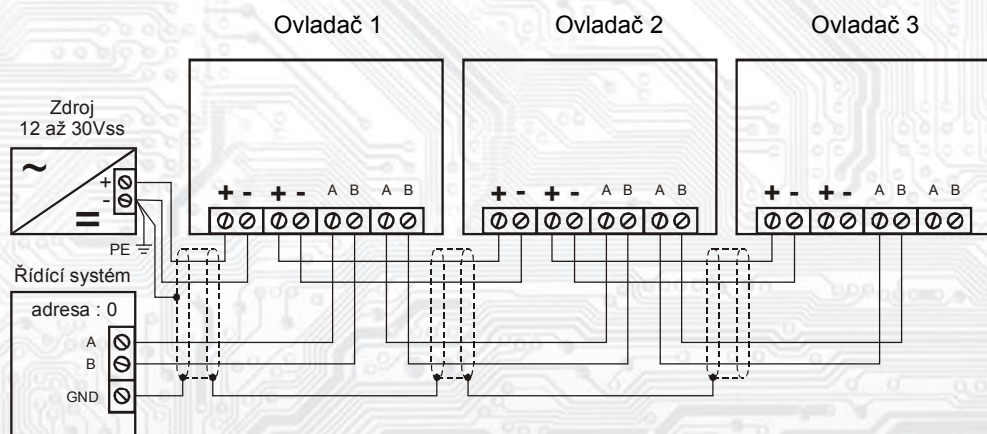 Ovladač 1
Ovladač 2
Ovladač 3
Zdroj
12 až 30Vss
~
+
-
=
PE
+ - + - A B A B
+ - + - A B A B
+ - + - A B A B
Řídící systém
adresa : 0
A
B
GND